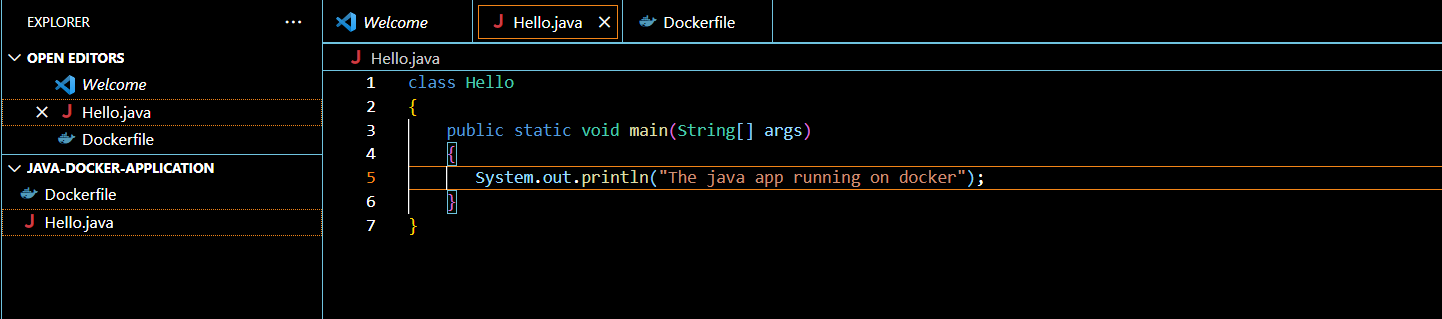 EXPLORER ...
OPEN EDITORS
Welcome
Hello.java
Dockerfile
JAVA-DOCKER-APPLICATION
Dockerfile
J Hello.java
Welcome J Hello.java Dockerfile
J Hello.java
1 class Hello
2 {
3 public static void main(String[] args)
4 {
5 System.out.println("The java app running on docker");
6 }
7 }